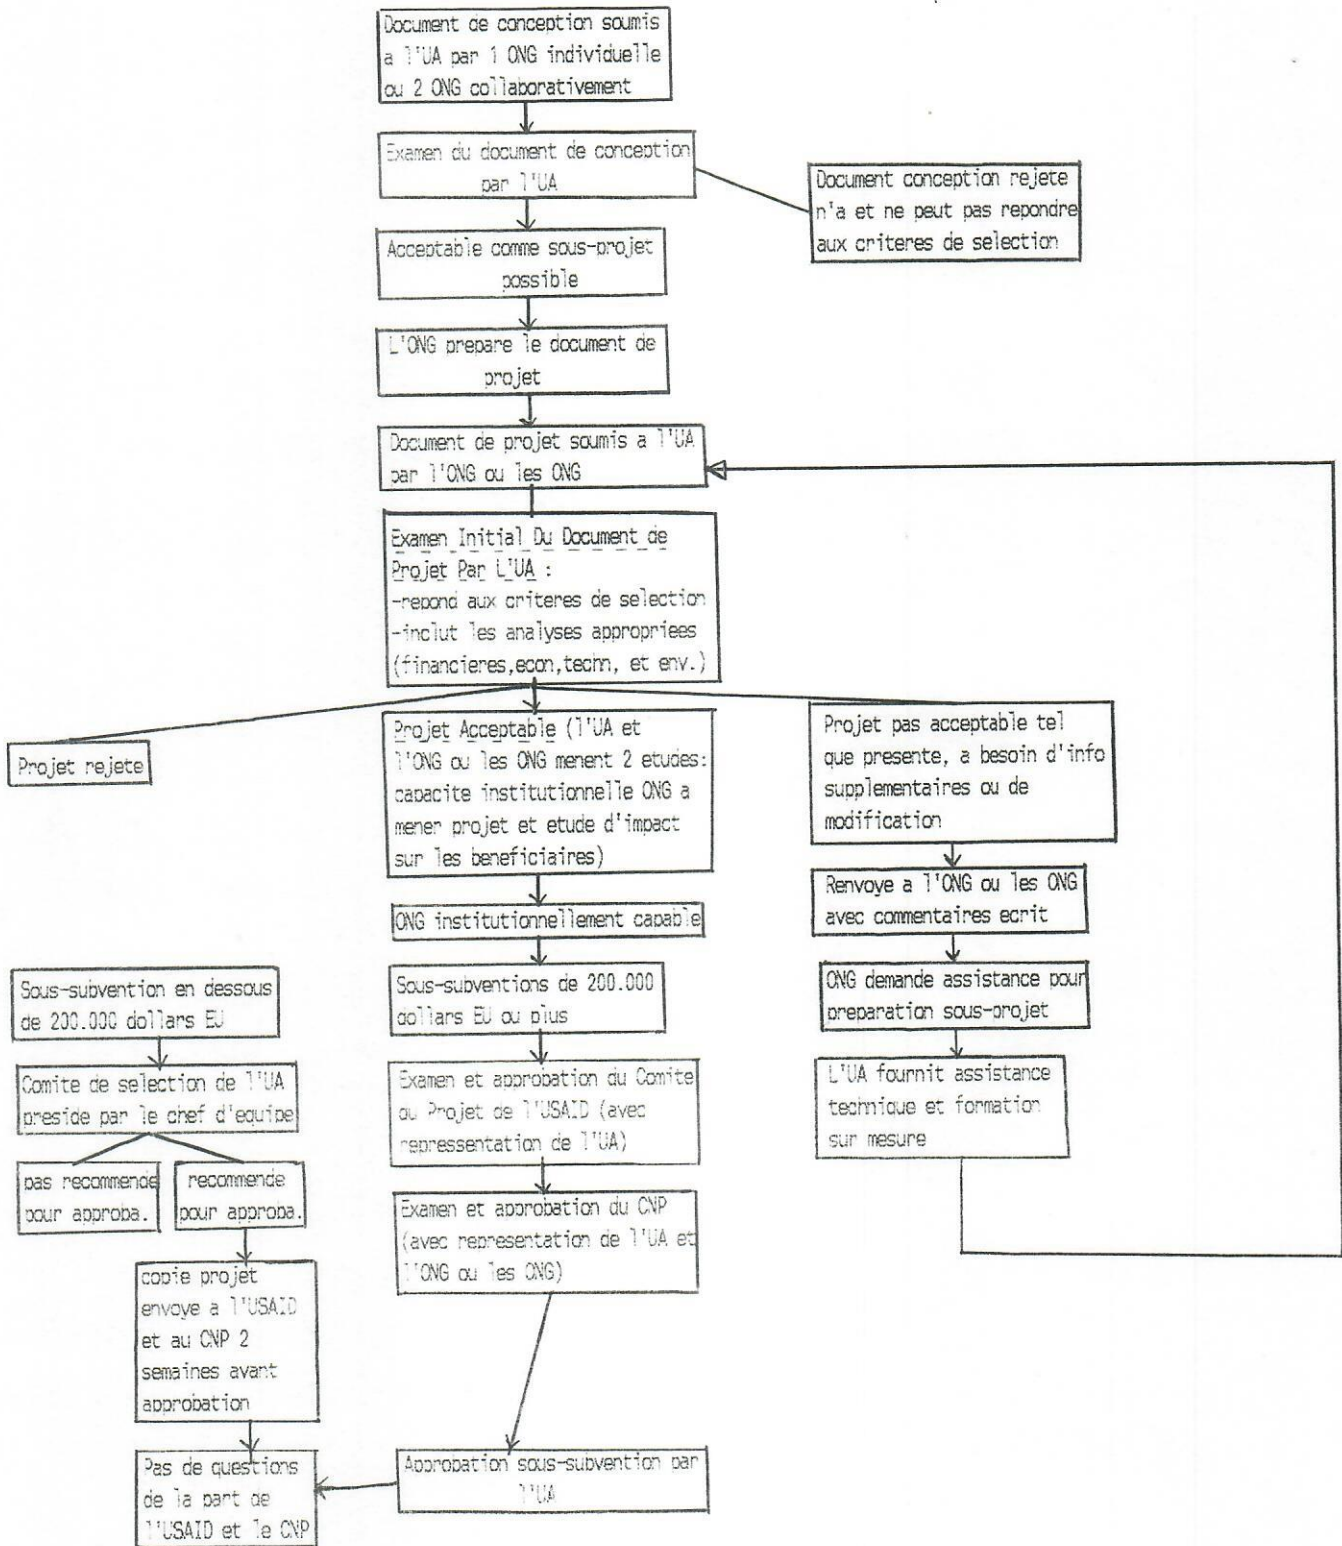 Document de conception soumis
a l'UA par 1 ONG individuelle
ou 2 ONG collaborativement
Examen du document de conception
par l'UA
Document conception rejete
n'a et ne peut pas repondre
aux criteres de selection
Acceptable comme sous-projet
possible
L'ONG prepare le document de
projet
Document de projet soumis a l'UA
par l'ONG ou les ONG
Examen Initial Du Document de
Projet Par L'UA :
-repond aux criteres de selection
-inclut les analyses appropriees
(financieres,econ,techn, et env.)
Projet rejete
Projet Acceptable (l'UA et
l'ONG ou les ONG menent 2 etudes:
capacite institutionnelle ONG a
mener projet et etude d'impact
sur les beneficiaires)
Projet pas acceptable tel
que presente, a besoin d'info
supplementaires ou de
modification
Renvoye a l'ONG ou les ONG
avec commentaires ecrit
ONG institutionnellement capable
ONG demande assistance pour
preparation sous-projet
L'UA fournit assistance
technique et formation
sur mesure
Sous-subvention en dessous
de 200.000 dollars EU
Comite de selection de l'UA
preside par le chef d'equipe
pas recommende
pour approba.
recommende
pour approba.
copie projet
envoye a l'USAID
et au CNP 2
semaines avant
approbation
Pas de questions
de la part de
l'USAID et le CNP
Sous-subventions de 200.000
dollars EU ou plus
Examen et approbation du Comite
du Projet de l'USAID (avec
repressentation de l'UA)
Examen et approbation du CNP
(avec representation de l'UA et
l'ONG ou les ONG)
Approbation sous-subvention par
l'UA